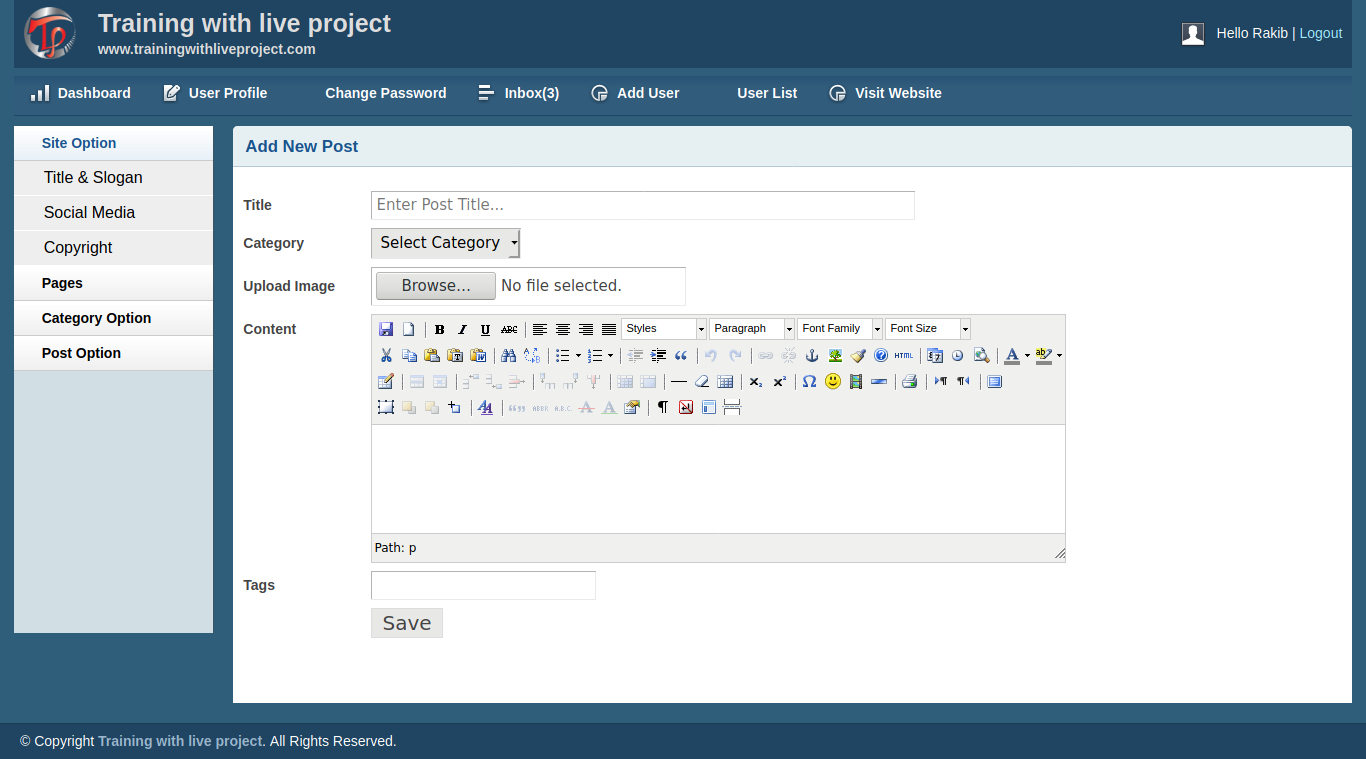 Training with live project
www.trainingwithliveproject.com
Hello Rakib | Logout
Dashboard User Profile Change Password Inbox(3) Add User User List Visit Website
Site Option
Title & Slogan
Social Media
Copyright
Pages
Category Option
Post Option
Add New Post
Title Enter Post Title...
Category Select Category
Upload Image Browse... No file selected.
Content
B I U ABC Styles Paragraph Font Family Font Size
HTML
Path: p
Tags
Save
© Copyright Training with live project. All Rights Reserved.